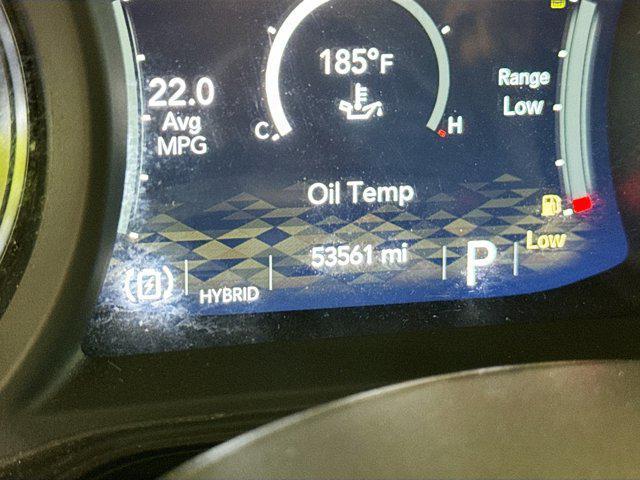 185°F
22.0
Avg
MPG
Range
Low
C
H
Oil Temp
Low
53561 mi
P
HYBRID